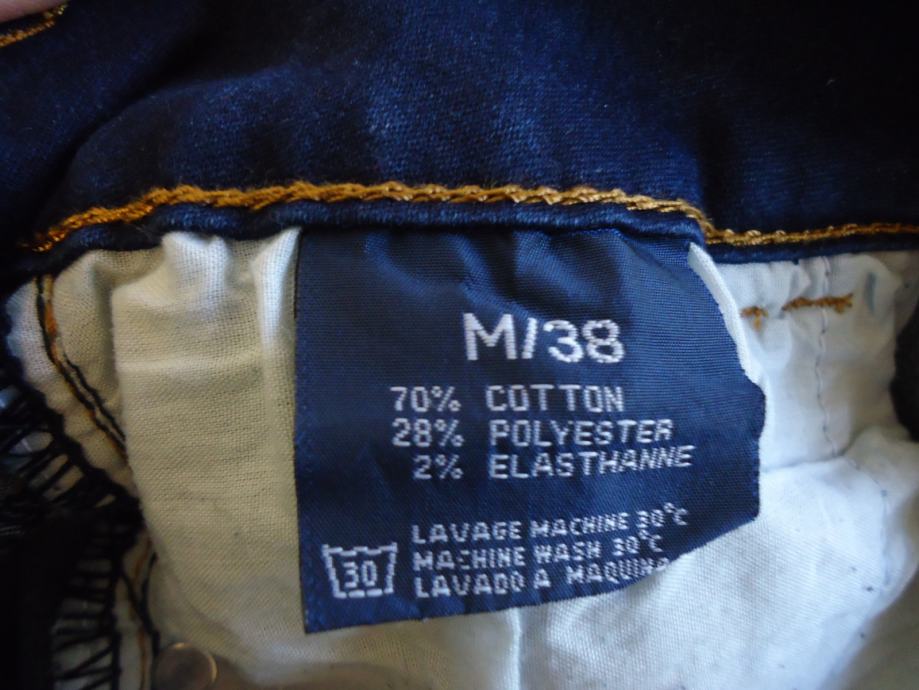 M/38
70% COTTON
28% POLYESTER
2% ELASTHANNE
LAVAGE MACHINE 30°C
30 MACHINE WASH 30°C
LAVADO A MAQUINA